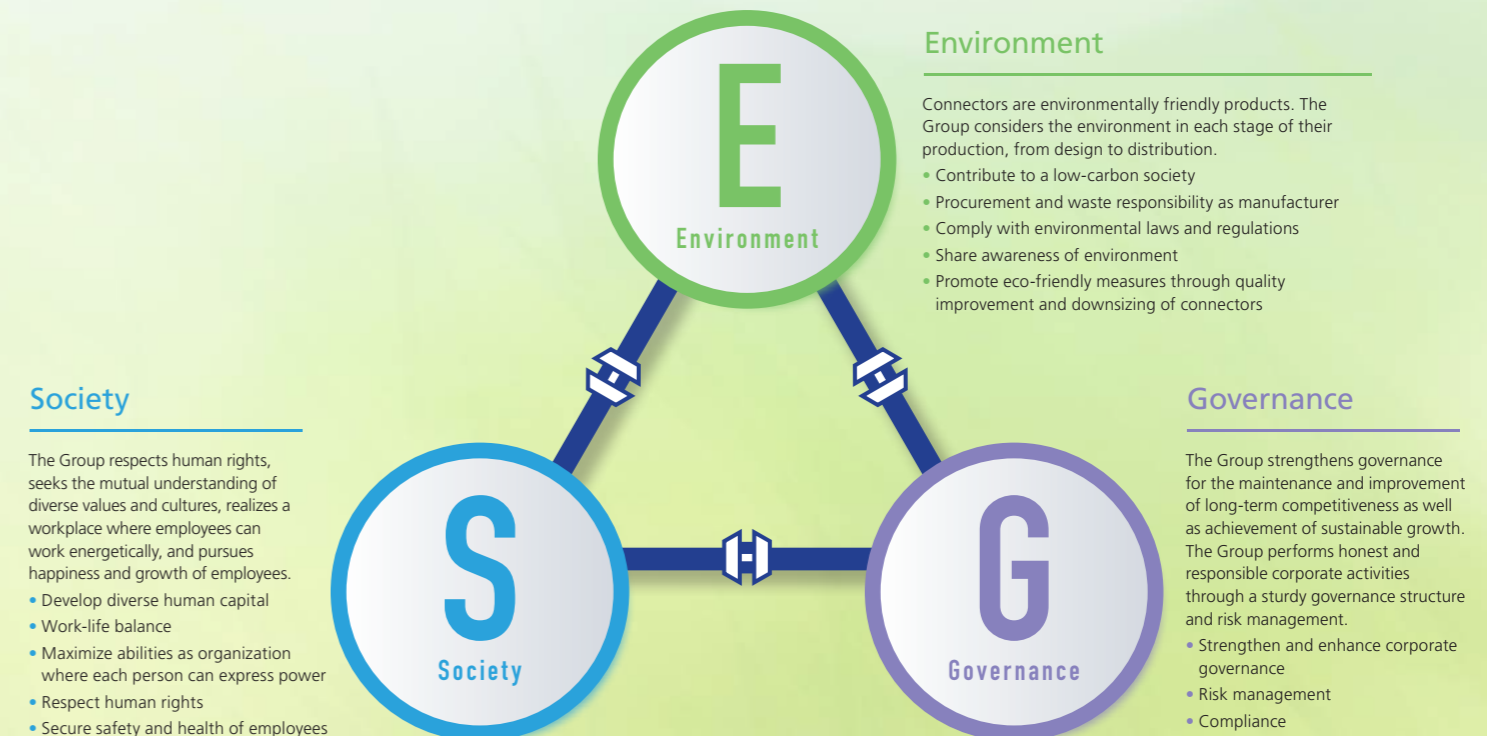 E
Environment
Environment
Connectors are environmentally friendly products. The
Group considers the environment in each stage of their
production, from design to distribution.
• Contribute to a low-carbon society
• Procurement and waste responsibility as manufacturer
• Comply with environmental laws and regulations
• Share awareness of environment
• Promote eco-friendly measures through quality
improvement and downsizing of connectors
Society
The Group respects human rights,
seeks the mutual understanding of
diverse values and cultures, realizes a
workplace where employees can
work energetically, and pursues
happiness and growth of employees.
• Develop diverse human capital
• Work-life balance
• Maximize abilities as organization
where each person can express power
• Respect human rights
• Secure safety and health of employees
S
Society
G
Governance
Governance
The Group strengthens governance
for the maintenance and improvement
of long-term competitiveness as well
as achievement of sustainable growth.
The Group performs honest and
responsible corporate activities
through a sturdy governance structure
and risk management.
• Strengthen and enhance corporate
governance
• Risk management
• Compliance